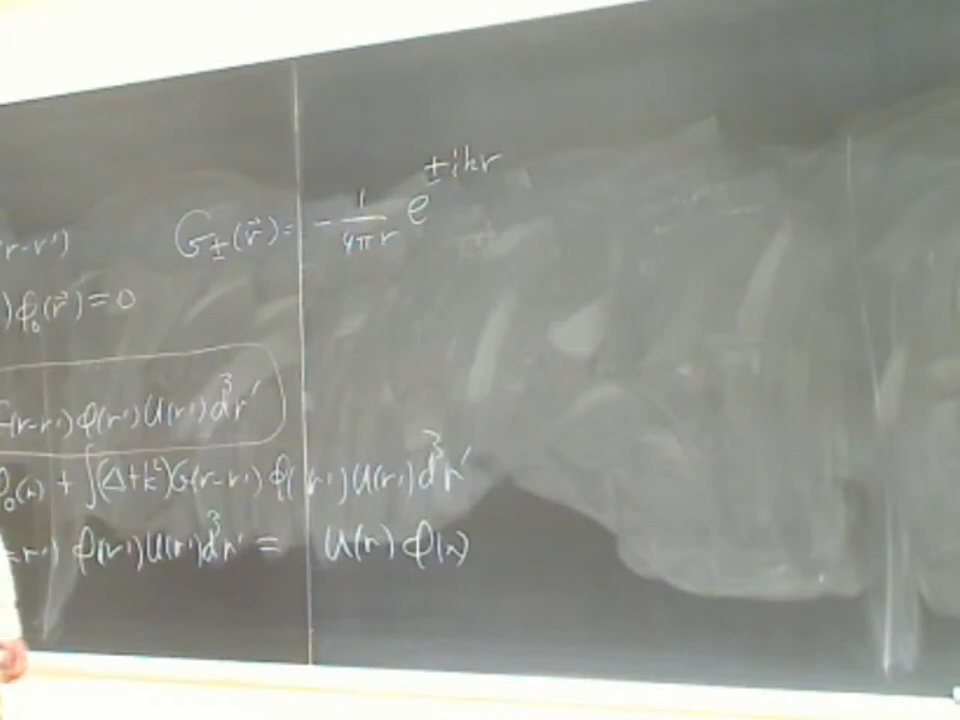 r-r')
G±(r⃗) = - 1/4πr e^{±ikr}
)φ₀(r⃗) = 0
G(r-r')φ(r')U(r')d³r'
φ₀(r) + ∫(Δ+k²)G(r-r')φ(r')U(r')d³r'
-r')φ(r')U(r')d³r' = U(r)φ(r)